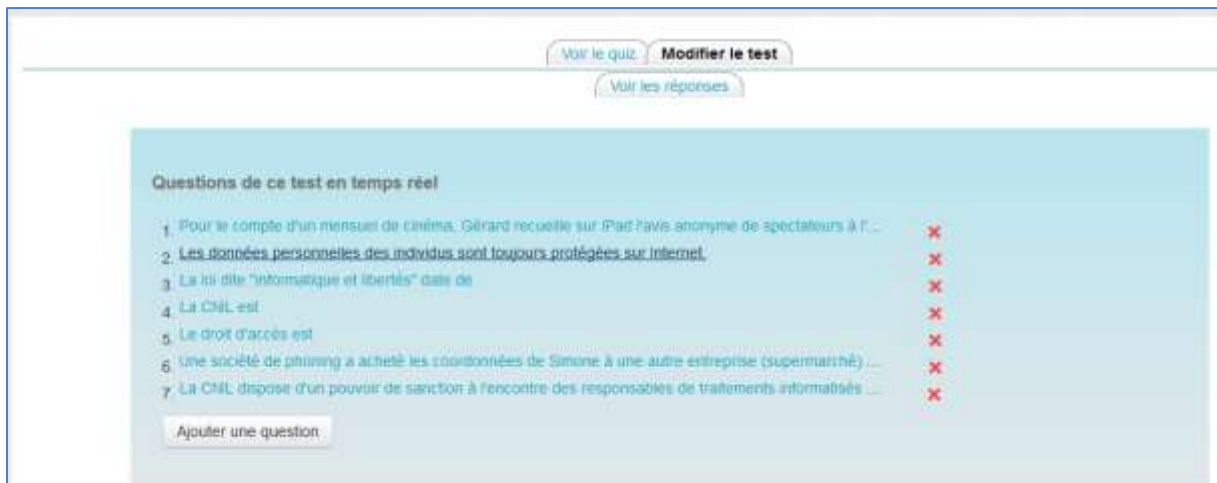 Voir le quiz Modifier le test
Voir les réponses
Questions de ce test en temps réel
1. Pour le compte d'un mensuel de cinéma, Gérard recueille sur iPad l'avis anonyme de spectateurs à l'...
2. Les données personnelles des individus sont toujours protégées sur Internet.
3. La loi dite "informatique et libertés" date de
4. La CNIL est
5. Le droit d'accès est
6. Une société de phoning a acheté les coordonnées de Simone à une autre entreprise (supermarché) ...
7. La CNIL dispose d'un pouvoir de sanction à l'encontre des responsables de traitements informatisés ...
Ajouter une question